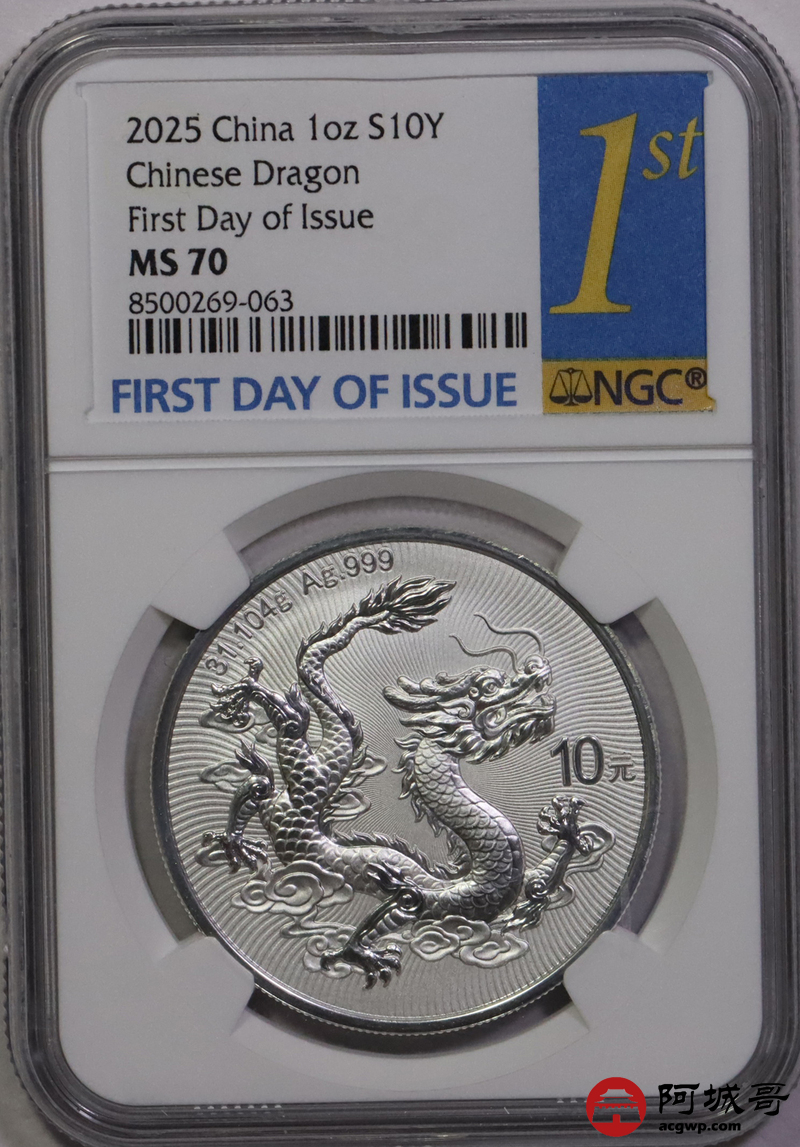 2025 China 1oz S10Y
Chinese Dragon
First Day of Issue
MS 70
8500269-063
FIRST DAY OF ISSUE
1st
NGC®
31.104g Ag.999
10元
阿城哥
acgwp.com